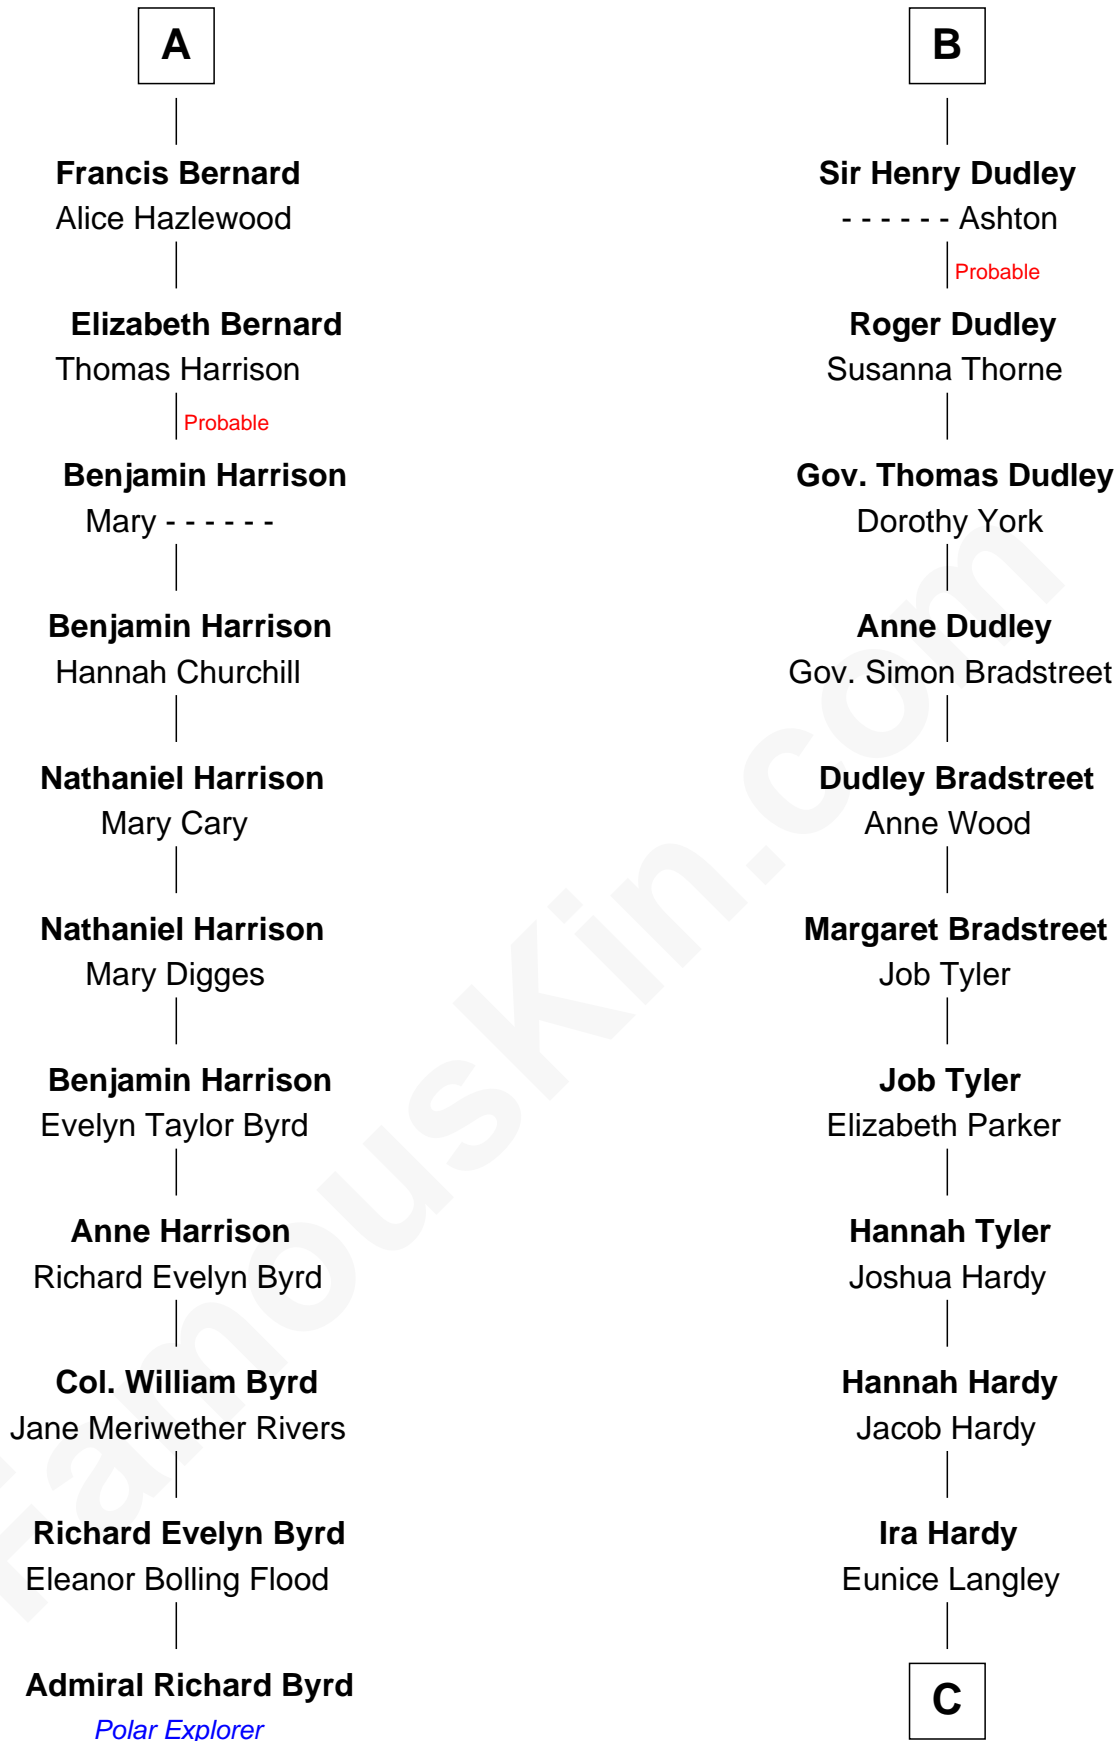 A
Francis Bernard
Alice Hazlewood
Elizabeth Bernard
Thomas Harrison
Probable
Benjamin Harrison
Mary - - - - - -
Benjamin Harrison
Hannah Churchill
Nathaniel Harrison
Mary Cary
Nathaniel Harrison
Mary Digges
Benjamin Harrison
Evelyn Taylor Byrd
Anne Harrison
Richard Evelyn Byrd
Col. William Byrd
Jane Meriwether Rivers
Richard Evelyn Byrd
Eleanor Bolling Flood
Admiral Richard Byrd
Polar Explorer
B
Sir Henry Dudley
- - - - - - Ashton
Probable
Roger Dudley
Susanna Thorne
Gov. Thomas Dudley
Dorothy York
Anne Dudley
Gov. Simon Bradstreet
Dudley Bradstreet
Anne Wood
Margaret Bradstreet
Job Tyler
Job Tyler
Elizabeth Parker
Hannah Tyler
Joshua Hardy
Hannah Hardy
Jacob Hardy
Ira Hardy
Eunice Langley
C
FamousKin.com